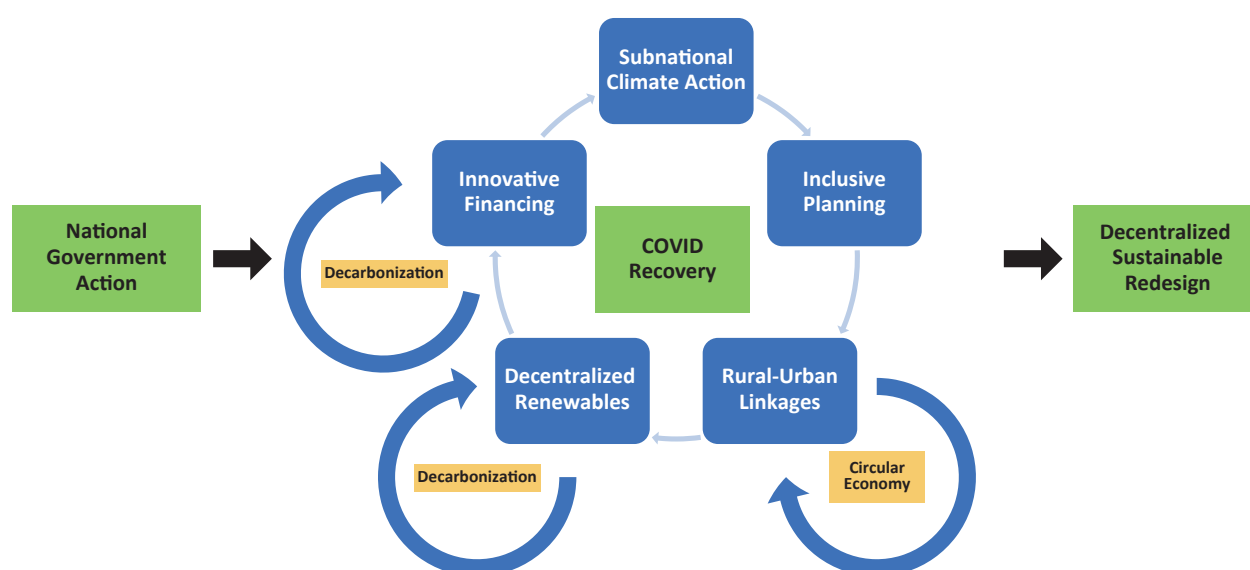 Subnational
Climate Action
Innovative
Financing
Inclusive
Planning
National
Government
Action
Decarbonization
COVID
Recovery
Decentralized
Sustainable
Redesign
Decentralized
Renewables
Rural-Urban
Linkages
Decarbonization
Circular
Economy